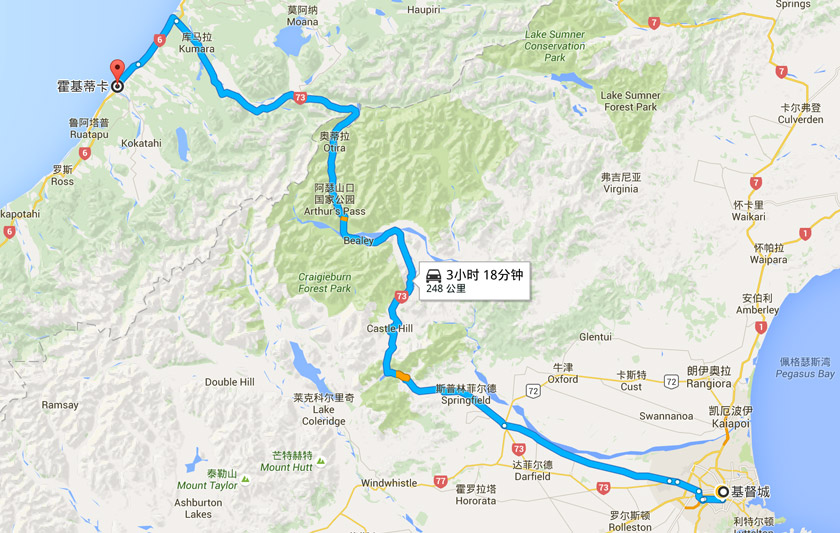 莫阿纳
Moana
Haupiri
Springs
7
Lake Sumner
Conservation
Park
库马拉
Kumara
6
7
霍基蒂卡
73
Lake Sumner
Forest Park
卡尔弗登
Culverden
鲁阿塔普
Ruatapu
奥蒂拉
Otira
Kokatahi
6
罗斯
Ross
弗吉尼亚
Virginia
7
阿瑟山口
国家公园
Arthur's Pass
怀卡里
Waikari
kapotahi
6
1
Bealey
怀帕拉
Waipara
3小时 18分钟
248 公里
Craigieburn
Forest Park
73
安伯利
Amberley
1
Castle Hill
Glentui
佩格瑟斯湾
Pegasus Bay
牛津
Oxford
卡斯特
Cust
朗伊奥拉
Rangiora
72
72
Double Hill
斯普林菲尔德
Springfield
莱克科尔里奇
Lake
Coleridge
Ramsay
Swannanoa
凯厄波伊
Kaiapoi
73
芒特赫特
Mount Hutt
达菲尔德
Darfield
泰勒山
Mount Taylor
Windwhistle
77
霍罗拉塔
Hororata
73
基督城
Ashburton
Lakes
罗尔斯顿
Rolleston
利特尔顿
Lyttelton